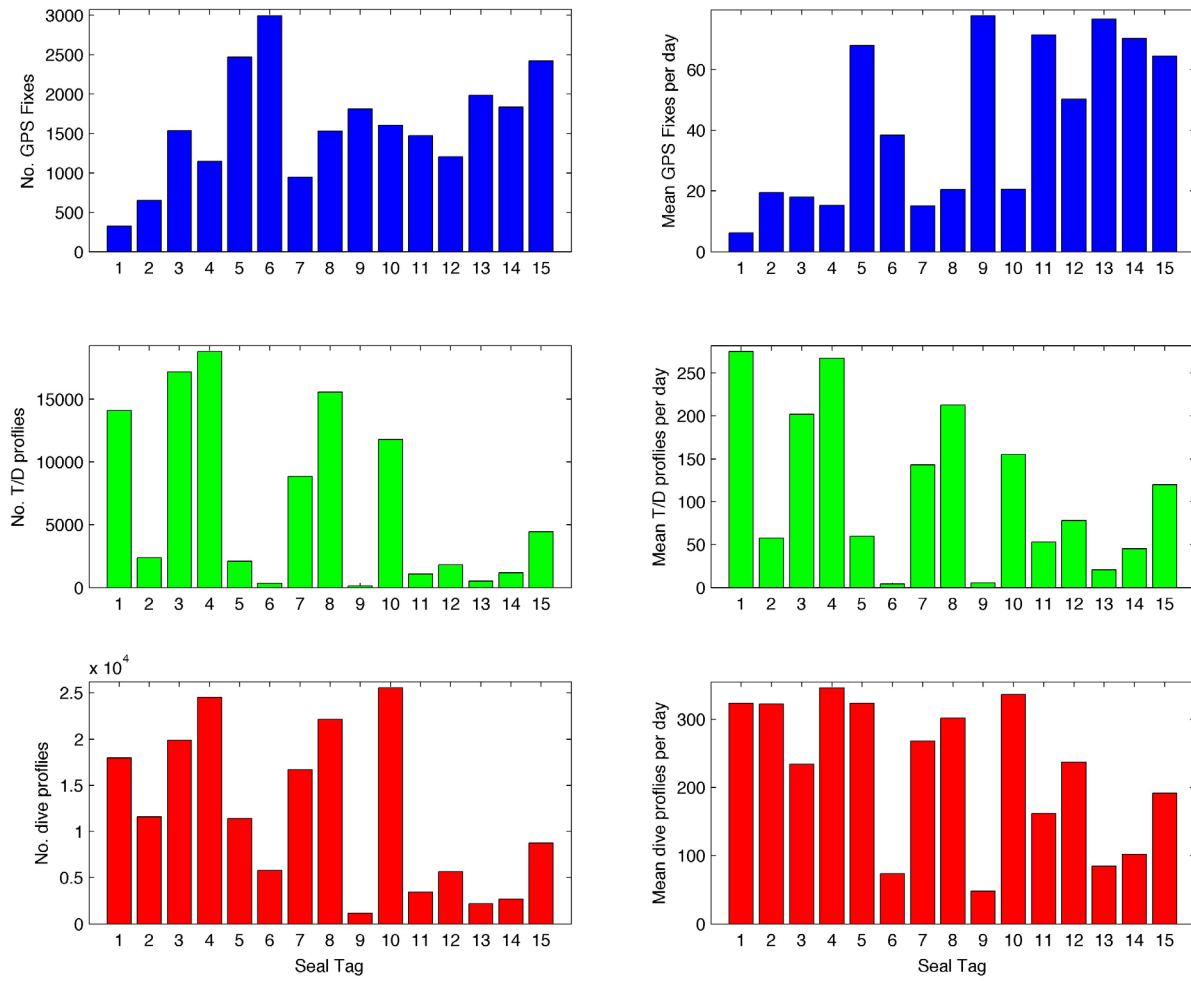 3000
2500
2000
1500
1000
500
0
No. GPS Fixes
1 2 3 4 5 6 7 8 9 10 11 12 13 14 15
60
40
20
0
Mean GPS Fixes per day
1 2 3 4 5 6 7 8 9 10 11 12 13 14 15
15000
10000
5000
0
No. T/D proflies
1 2 3 4 5 6 7 8 9 10 11 12 13 14 15
250
200
150
100
50
0
Mean T/D proflies per day
1 2 3 4 5 6 7 8 9 10 11 12 13 14 15
x 10⁴
2.5
2
1.5
1
0.5
0
No. dive proflies
1 2 3 4 5 6 7 8 9 10 11 12 13 14 15
Seal Tag
300
200
100
0
Mean dive proflies per day
1 2 3 4 5 6 7 8 9 10 11 12 13 14 15
Seal Tag